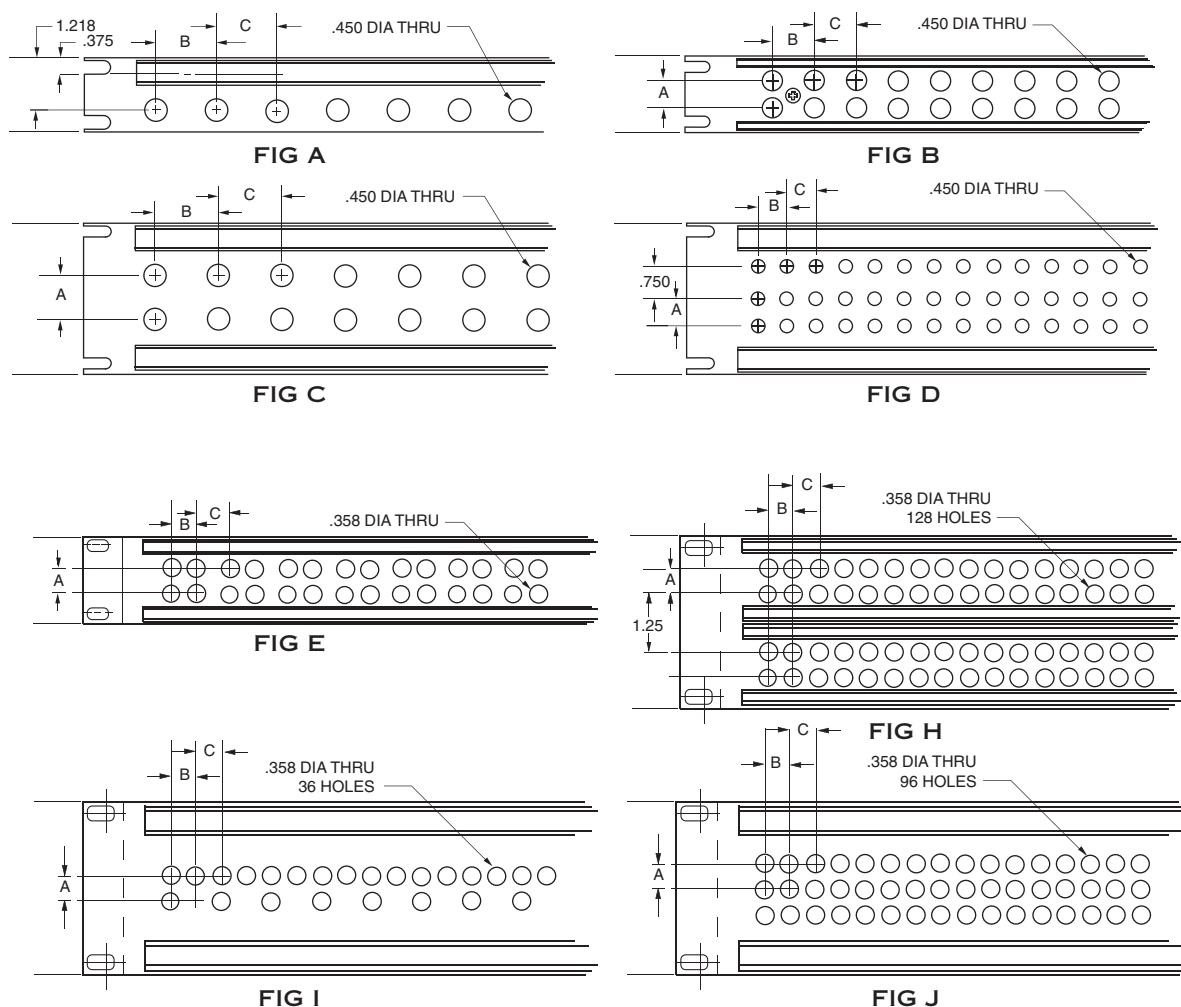 1.218
.375
B
C
.450 DIA THRU
FIG A
A
B
C
.450 DIA THRU
FIG B
A
B
C
.450 DIA THRU
FIG C
.750
A
B
C
.450 DIA THRU
FIG D
A
B
C
.358 DIA THRU
FIG E
A
1.25
B
C
.358 DIA THRU
128 HOLES
FIG H
A
B
C
.358 DIA THRU
36 HOLES
FIG I
A
B
C
.358 DIA THRU
96 HOLES
FIG J